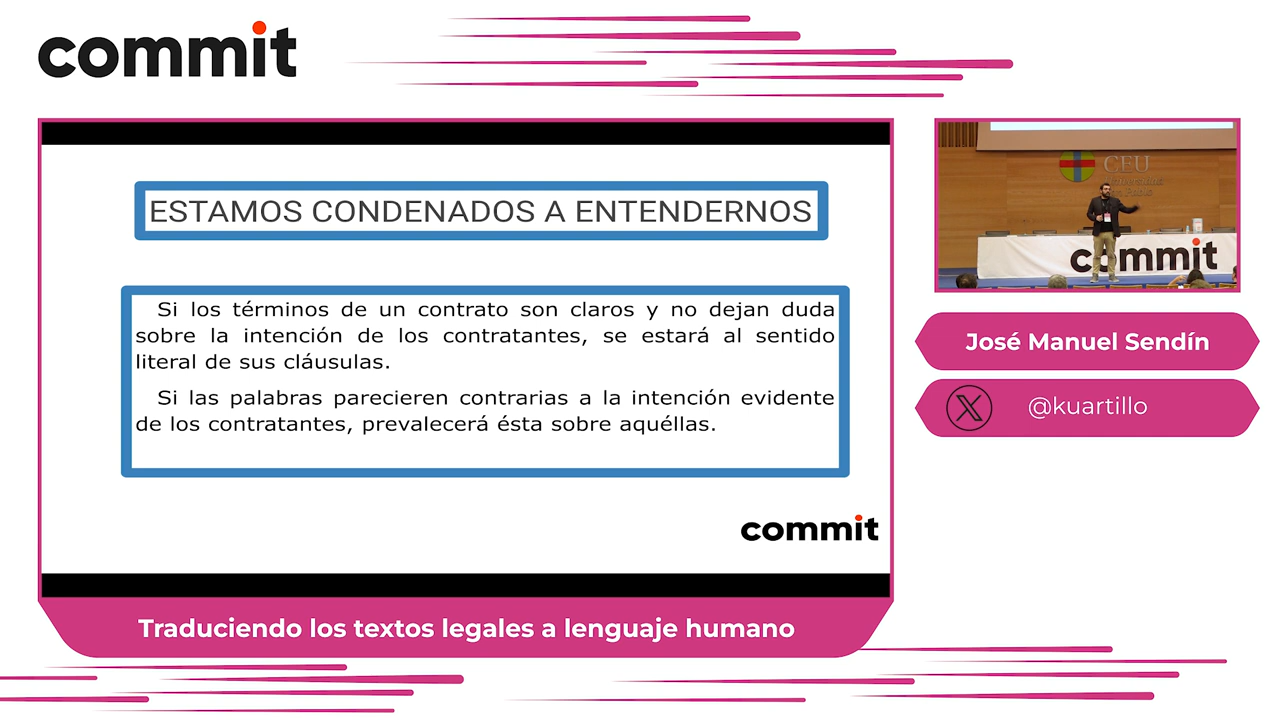 commit
ESTAMOS CONDENADOS A ENTENDERNOS
Si los términos de un contrato son claros y no dejan duda
sobre la intención de los contratantes, se estará al sentido
literal de sus cláusulas.
Si las palabras parecieren contrarias a la intención evidente
de los contratantes, prevalecerá ésta sobre aquéllas.
commit
Traduciendo los textos legales a lenguaje humano
CEU
commit
José Manuel Sendín
@kuartillo